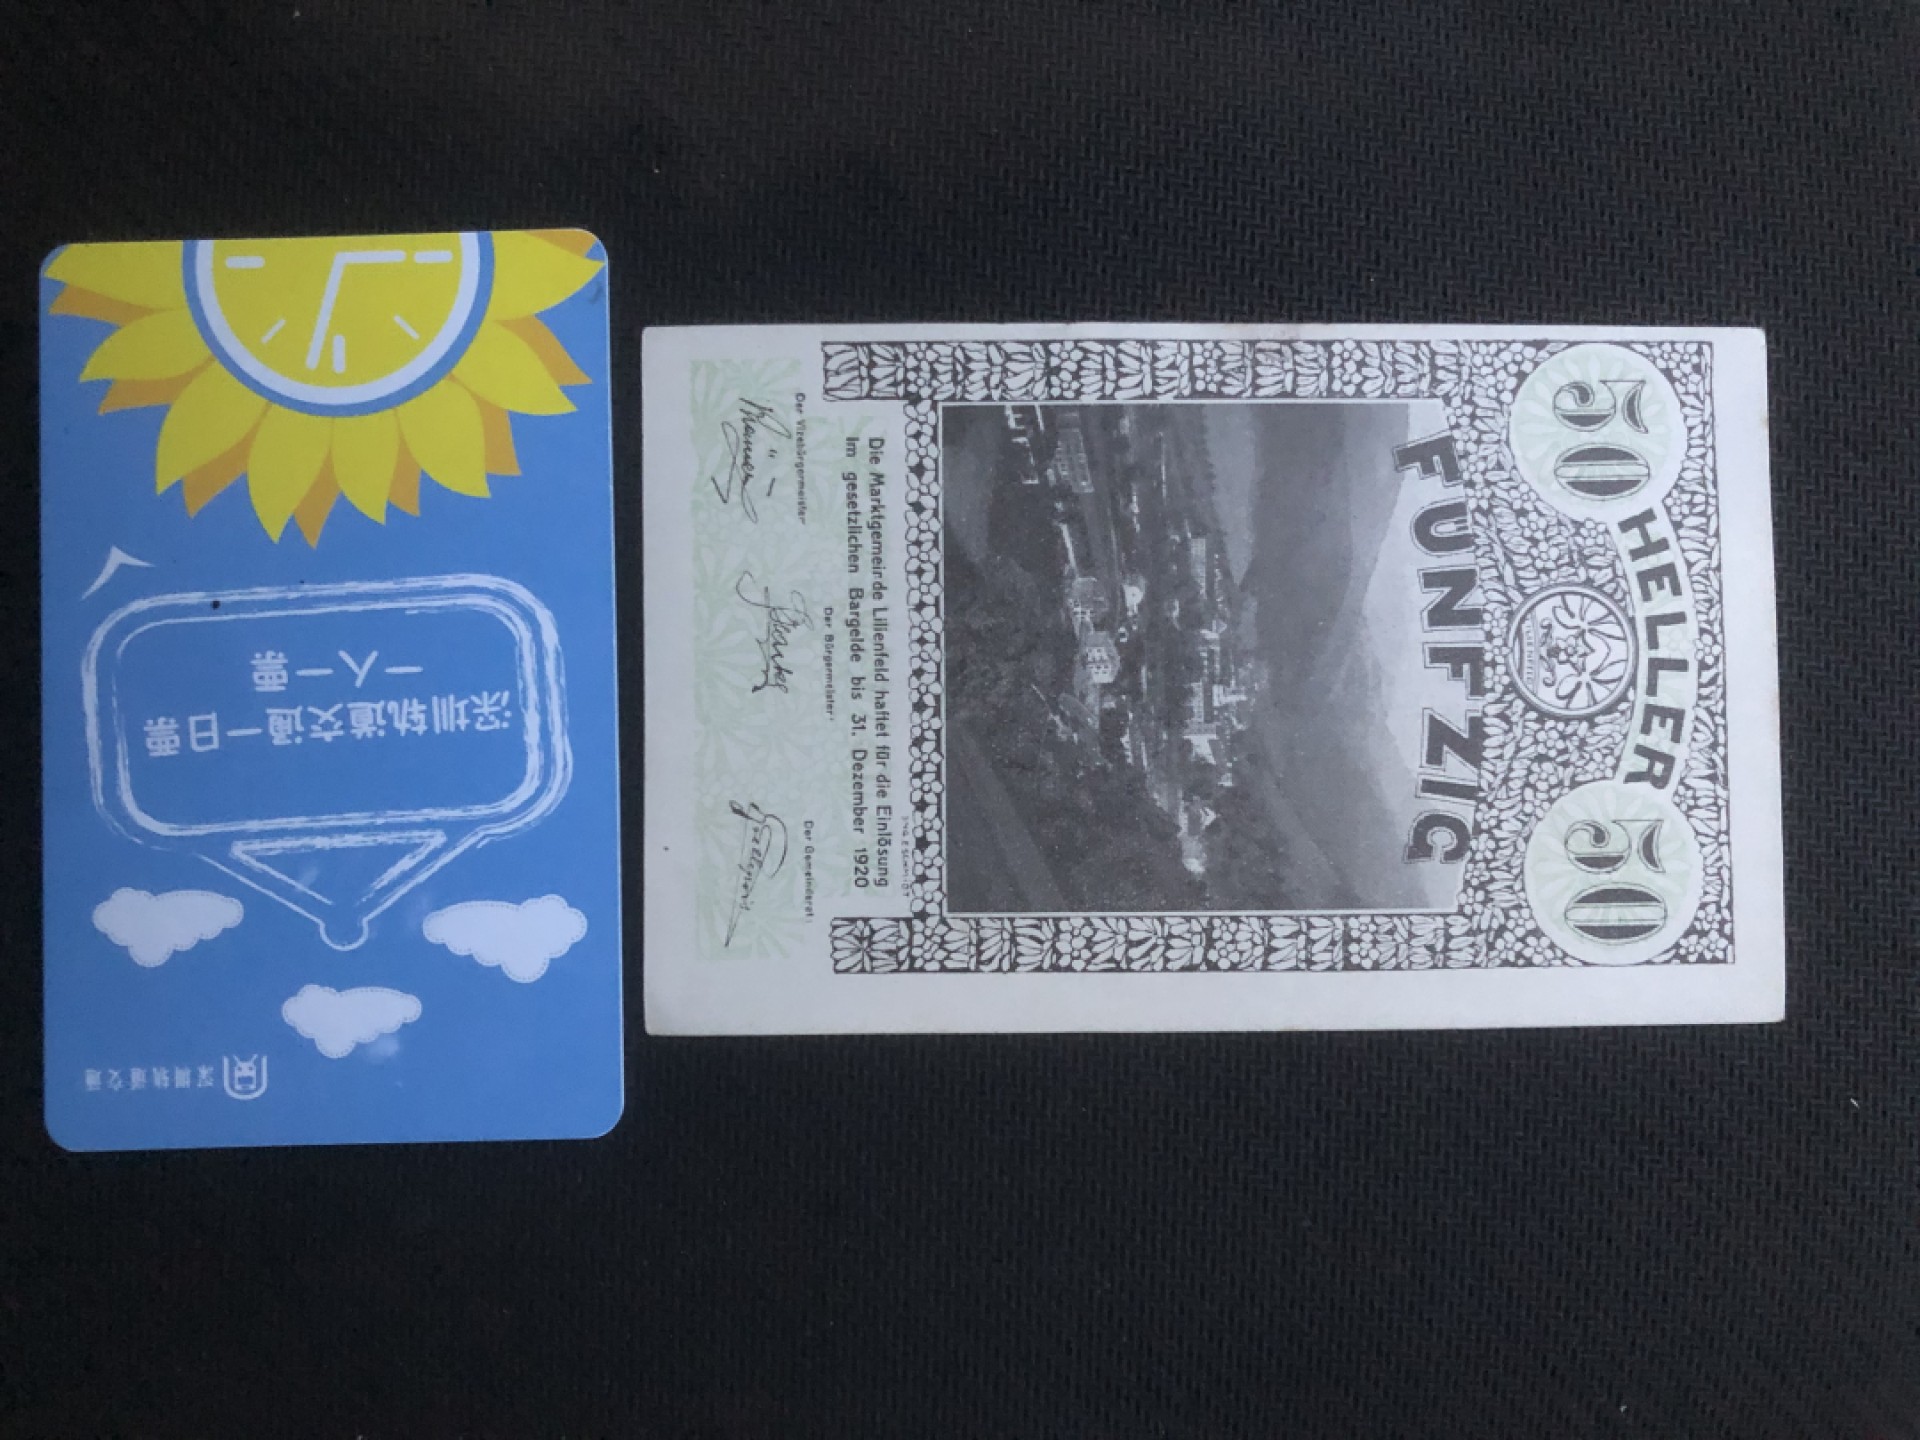 深圳轨道交通一日票
一人一票
深圳轨道交通
50 HELLER 50
FÜNFZIG
ING. E. SCHMIDT
Die Marktgemeinde Lilienfeld haftet für die Einlösung
im gesetzlichen Bargelde bis 31. Dezember 1920
Der Vizebürgermeister
Der Bürgermeister:
Der Gemeinderat: